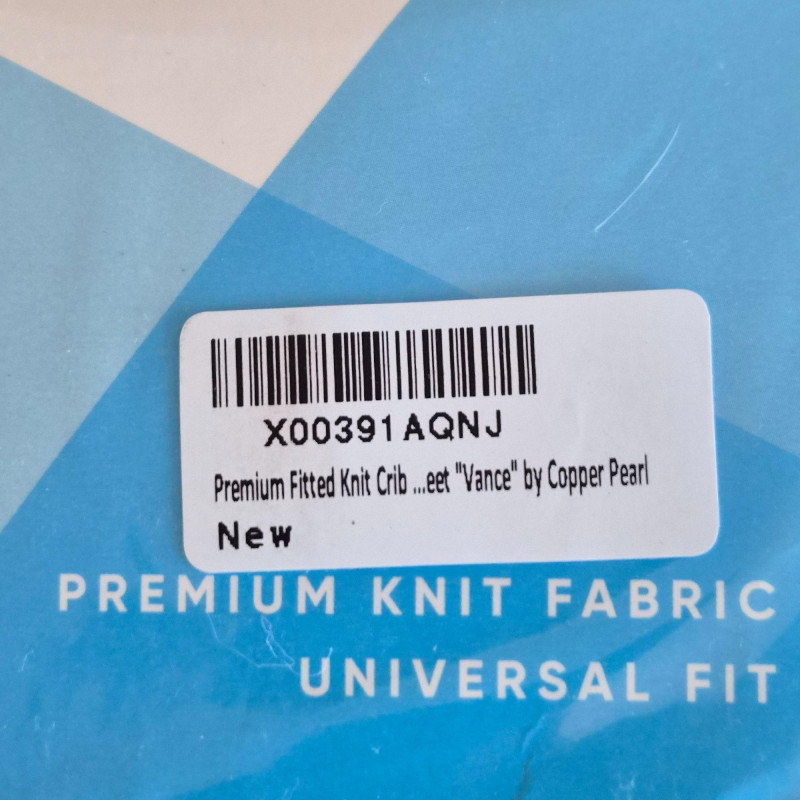 X00391AQNJ
Premium Fitted Knit Crib ...eet "Vance" by Copper Pearl
New
PREMIUM KNIT FABRIC
UNIVERSAL FIT